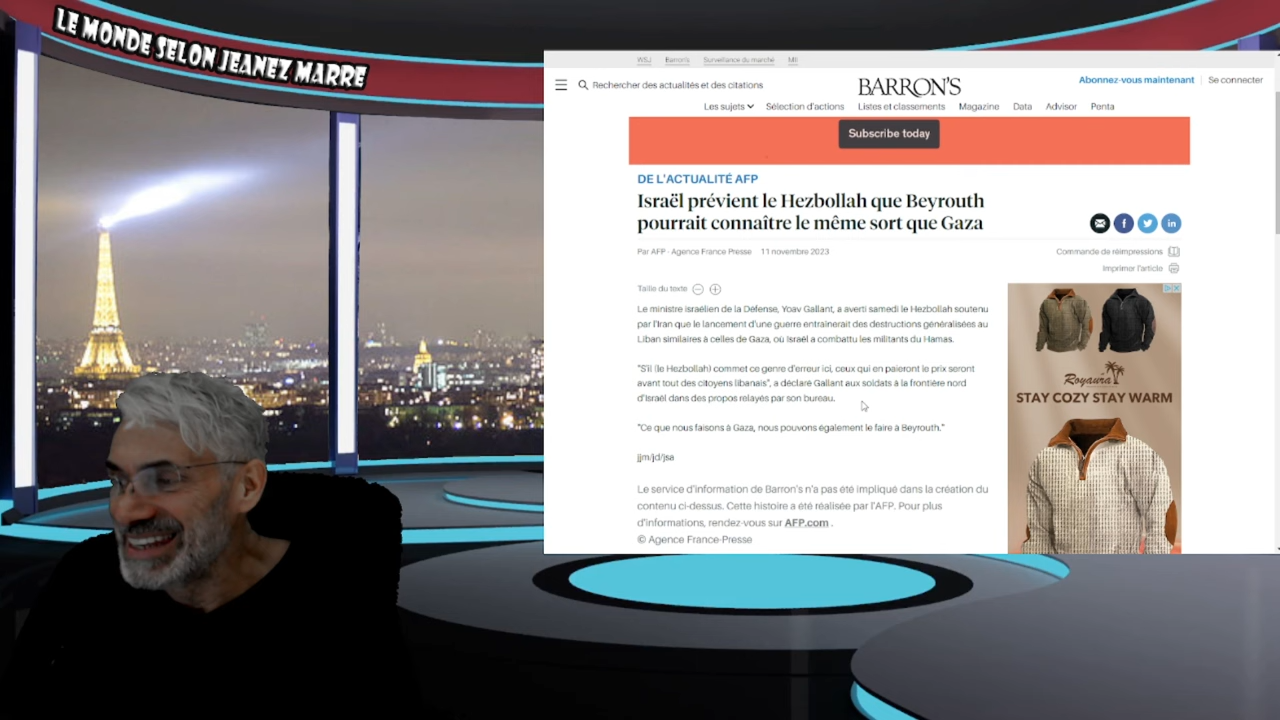 LE MONDE SELON JEANEZ MARRE
WSJ Barron's Surveillance du marché
Rechercher des actualités et des citations
BARRON'S
Abonnez-vous maintenant Se connecter
Les sujets Sélection d'actions Listes et classements Magazine Data Advisor Penta
Subscribe today
DE L'ACTUALITÉ AFP
Israël prévient le Hezbollah que Beyrouth
pourrait connaître le même sort que Gaza
Par AFP - Agence France Presse 11 novembre 2023
Commande de réimpressions
Imprimer l'article
Taille du texte
Le ministre israélien de la Défense, Yoav Gallant, a averti samedi le Hezbollah soutenu
par l'Iran que le lancement d'une guerre entraînerait des destructions généralisées au
Liban similaires à celles de Gaza, où Israël a combattu les militants du Hamas.
"S'il (le Hezbollah) commet ce genre d'erreur ici, ceux qui en paieront le prix seront
avant tout des citoyens libanais", a déclaré Gallant aux soldats à la frontière nord
d'Israël dans des propos relayés par son bureau.
"Ce que nous faisons à Gaza, nous pouvons également le faire à Beyrouth."
jjm/jd/jsa
Le service d'information de Barron's n'a pas été impliqué dans la création du
contenu ci-dessus. Cette histoire a été réalisée par l'AFP. Pour plus
d'informations, rendez-vous sur AFP.com .
© Agence France-Presse
Royaura
STAY COZY STAY WARM